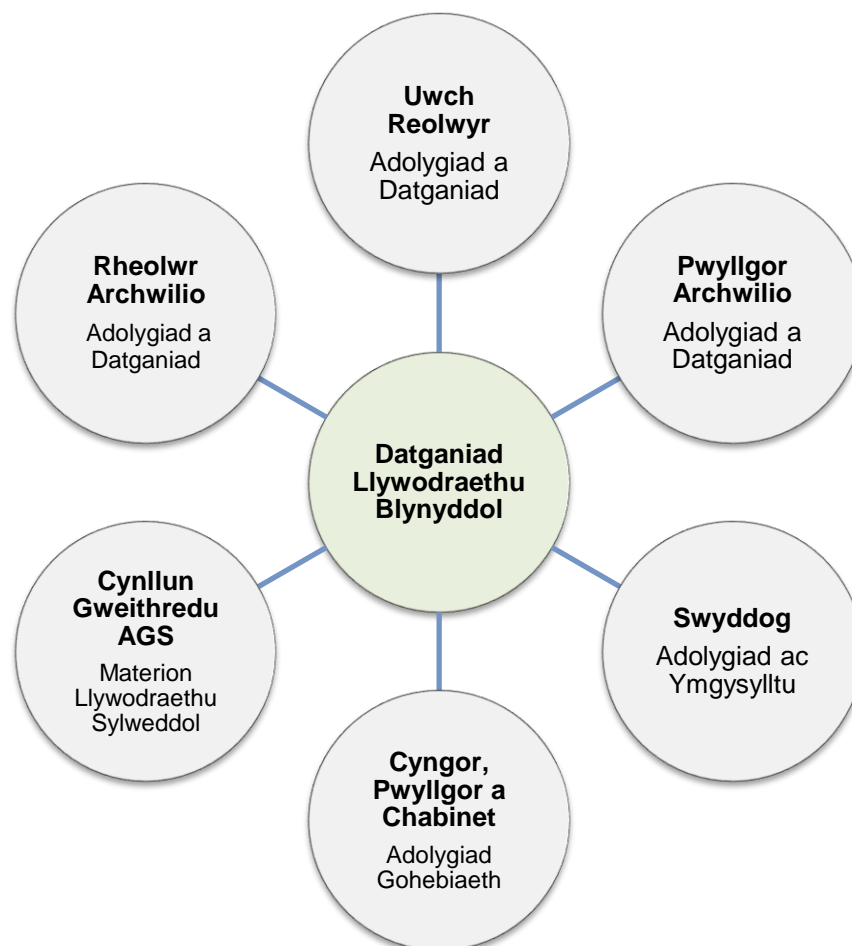 Uwch
Reolwyr
Adolygiad a
Datganiad
Rheolwr
Archwilio
Adolygiad a
Datganiad
Pwyllgor
Archwilio
Adolygiad a
Datganiad
Datganiad
Llywodraethu
Blynyddol
Cynllun
Gweithredu
AGS
Materion
Llywodraethu
Sylweddol
Swyddog
Adolygiad ac
Ymgysylltu
Cyngor,
Pwyllgor a
Chabinet
Adolygiad
Gohebiaeth